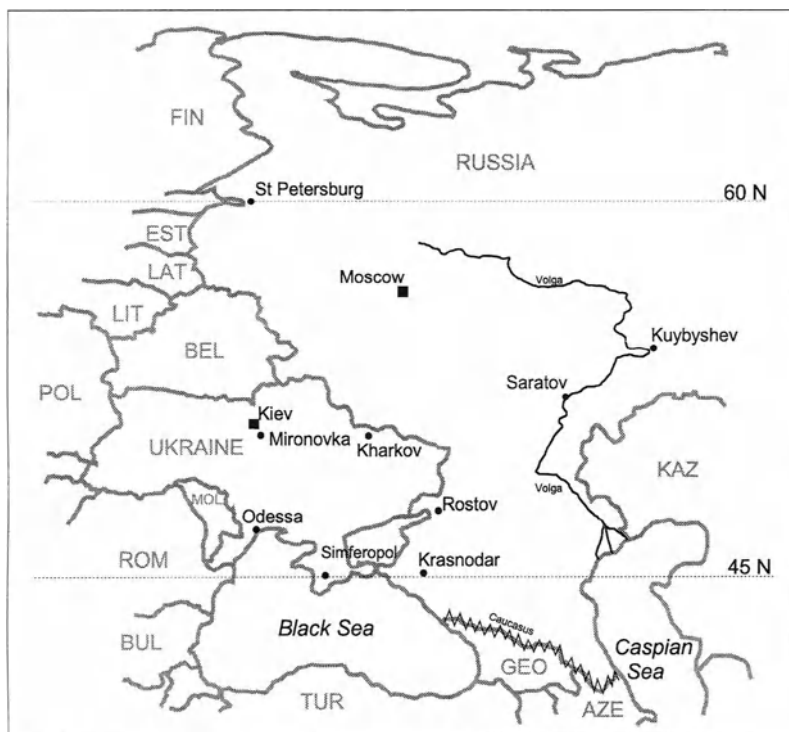 FIN
RUSSIA
St Petersburg
60 N
EST
LAT
Moscow
Volga
LIT
Kuybyshev
BEL
POL
Saratov
Kiev
UKRAINE
Mironovka
Kharkov
KAZ
Volga
MOL
Odessa
Rostov
ROM
Simferopol
Krasnodar
45 N
Black Sea
Caucasus
BUL
Caspian
Sea
GEO
TUR
AZE